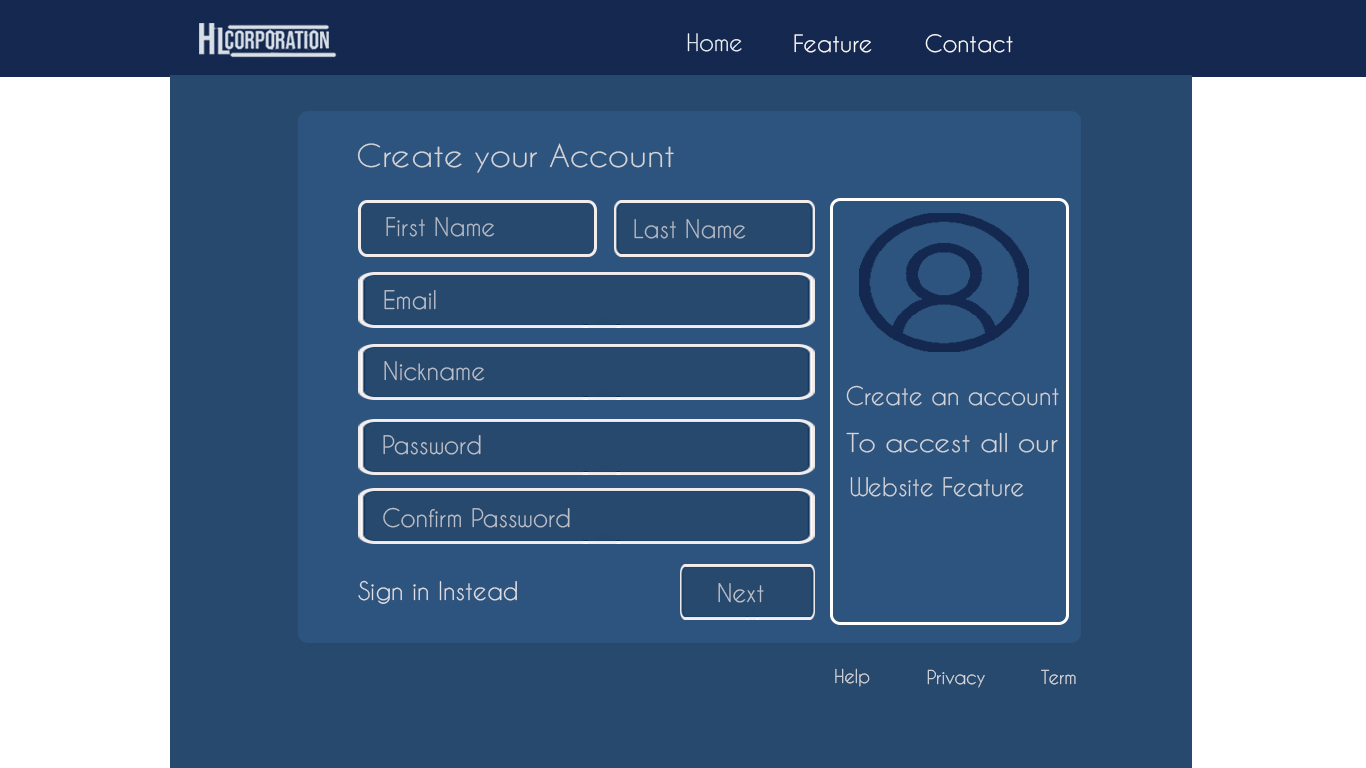 HLCORPORATION
Home Feature Contact
Create your Account
First Name Last Name
Email
Nickname
Password
Confirm Password
Sign in Instead Next
Create an account
To accest all our
Website Feature
Help Privacy Term